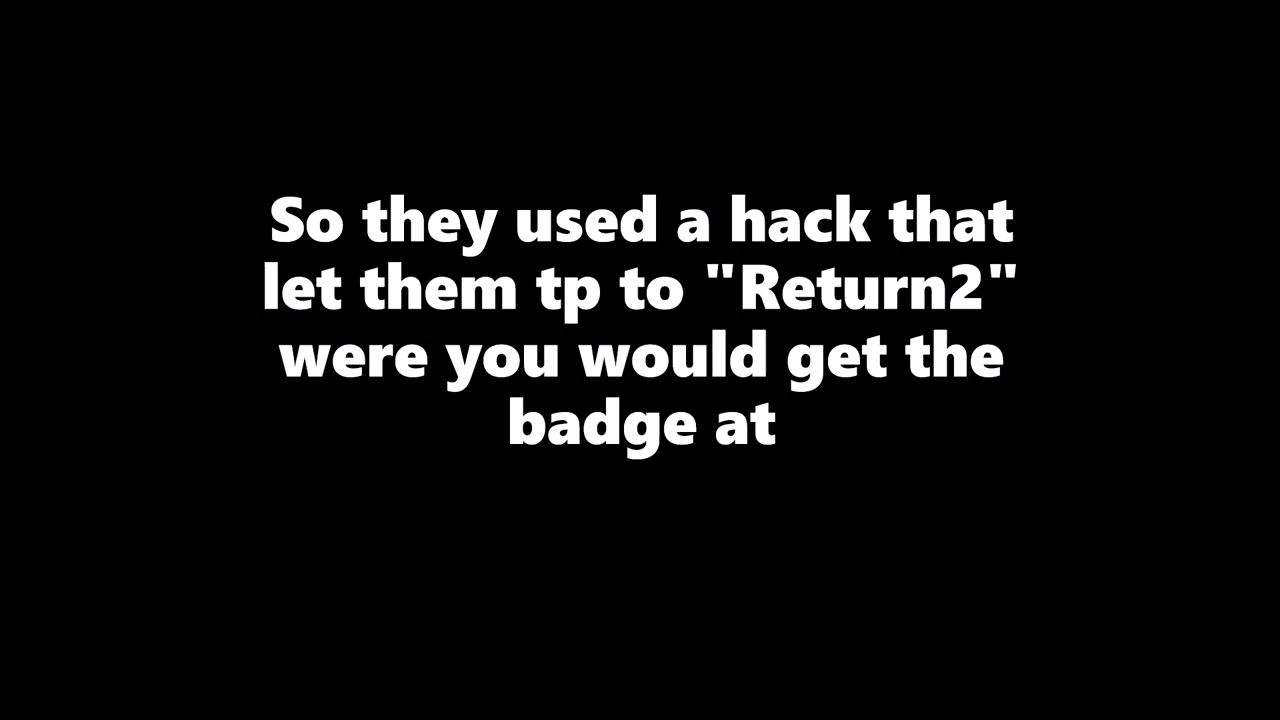 So they used a hack that
let them tp to "Return2"
were you would get the
badge at